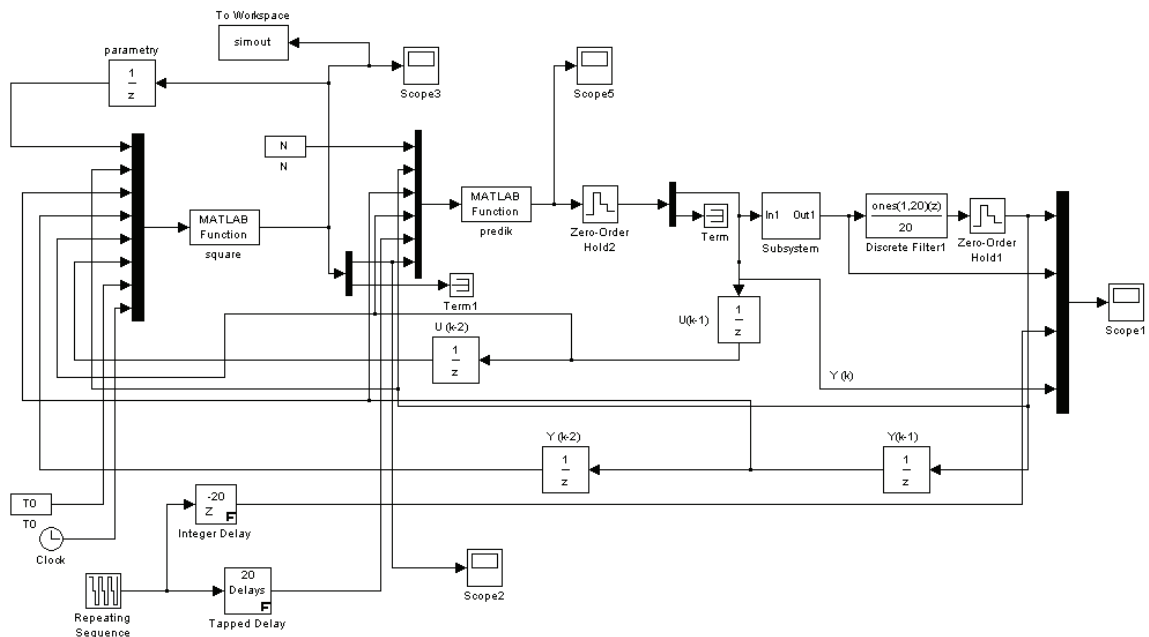 To Workspace
simout
parametry
1
z
Scope3
Scope5
N
N
MATLAB
Function
square
MATLAB
Function
predik
Zero-Order
Hold2
Term
In1 Out1
Subsystem
ones(1,20)(z)
20
Discrete Filter1
Zero-Order
Hold1
Scope1
Term1
U (k-2)
1
z
U(k-1)
1
z
Y (k)
Y (k-2)
1
z
Y(k-1)
1
z
T0
T0
Clock
-20
Z
F
Integer Delay
Repeating
Sequence
20
Delays
F
Tapped Delay
Scope2